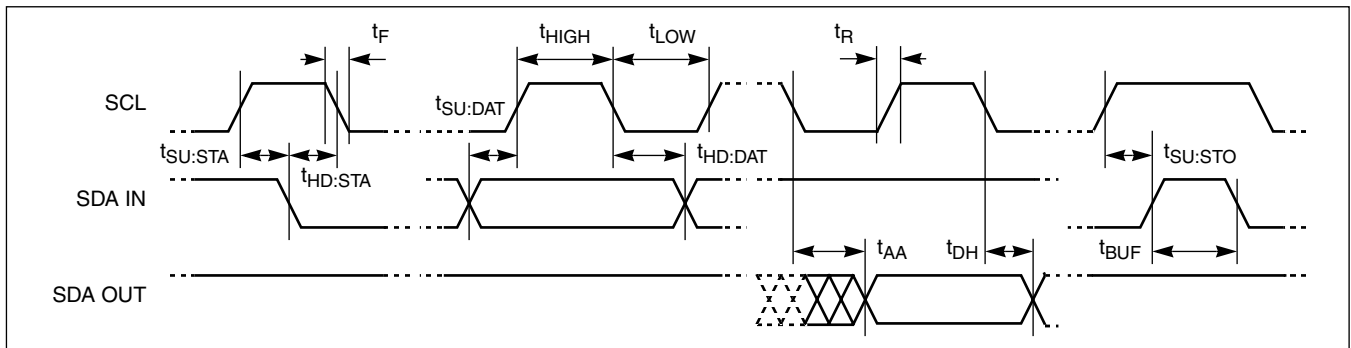 tF
tHIGH
tLOW
tR
SCL
tSU:DAT
tSU:STA
tHD:STA
tHD:DAT
tSU:STO
SDA IN
tAA
tDH
tBUF
SDA OUT